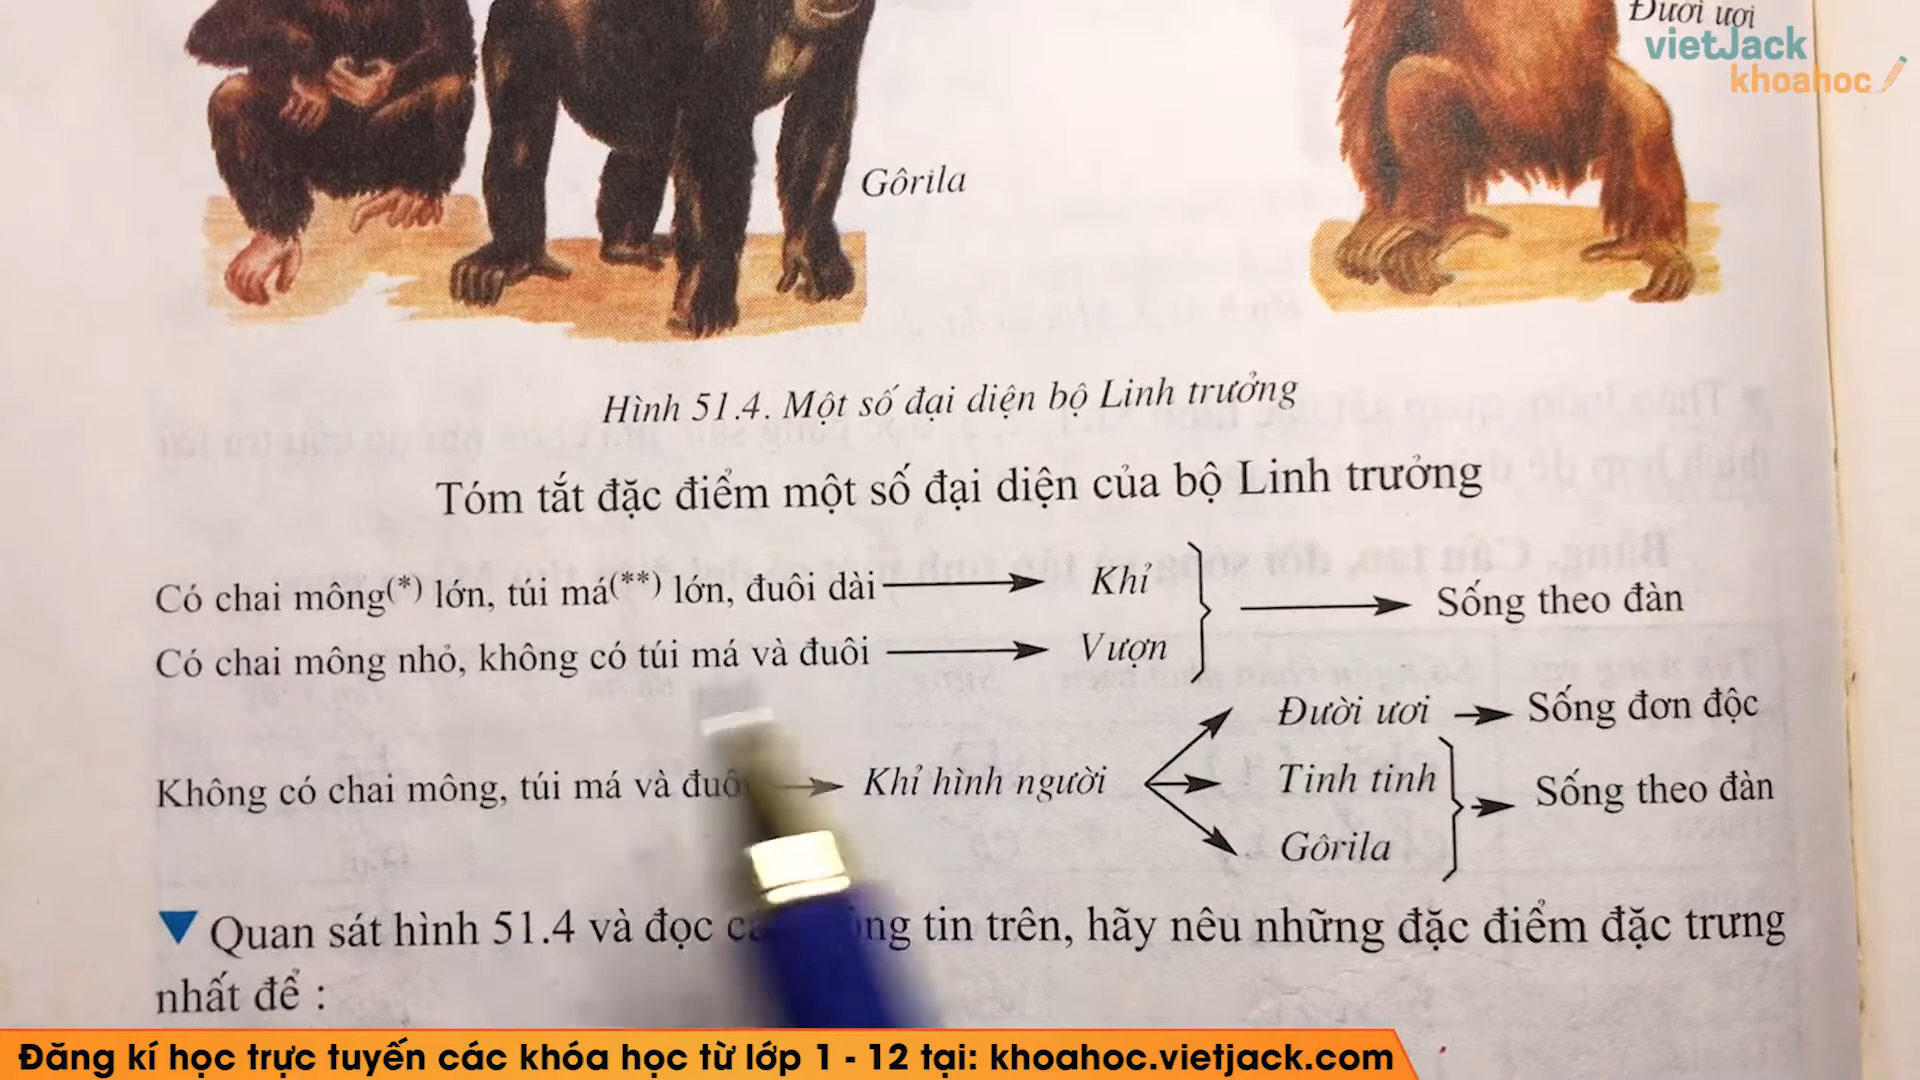 Đười ươi
vietJack
khoahoc
Gôrila
Hình 51.4. Một số đại diện bộ Linh trưởng
Tóm tắt đặc điểm một số đại diện của bộ Linh trưởng
Có chai mông(*) lớn, túi má(**) lớn, đuôi dài → Khỉ → Sống theo đàn
Có chai mông nhỏ, không có túi má và đuôi → Vượn
Đười ươi → Sống đơn độc
Không có chai mông, túi má và → Khỉ hình người → Tinh tinh → Sống theo đàn
Gôrila
▼ Quan sát hình 51.4 và đọc tin trên, hãy nêu những đặc điểm đặc trưng
nhất để :
Đăng kí học trực tuyến các khóa học từ lớp 1 - 12 tại: khoahoc.vietjack.com